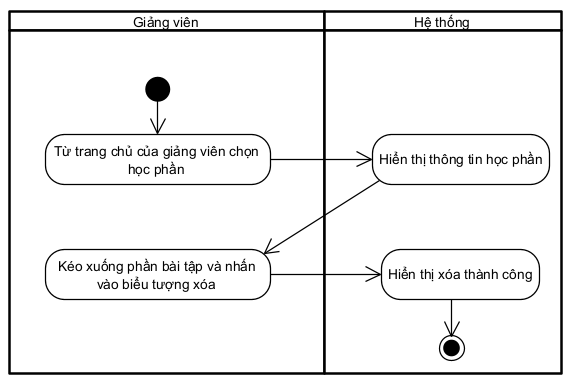 Giảng viên
Hệ thống
Từ trang chủ của giảng viên chọn
học phần
Hiển thị thông tin học phần
Kéo xuống phần bài tập và nhấn
vào biểu tượng xóa
Hiển thị xóa thành công